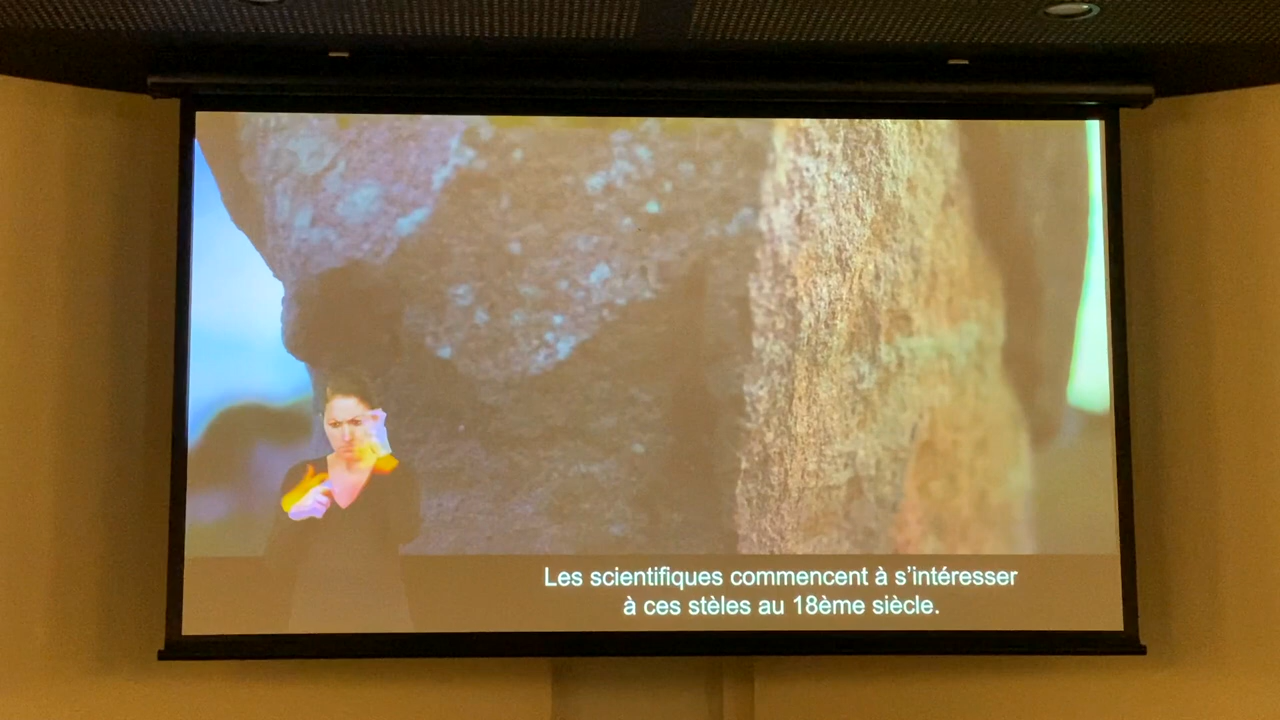 Les scientifiques commencent à s’intéresser
à ces stèles au 18ème siècle.